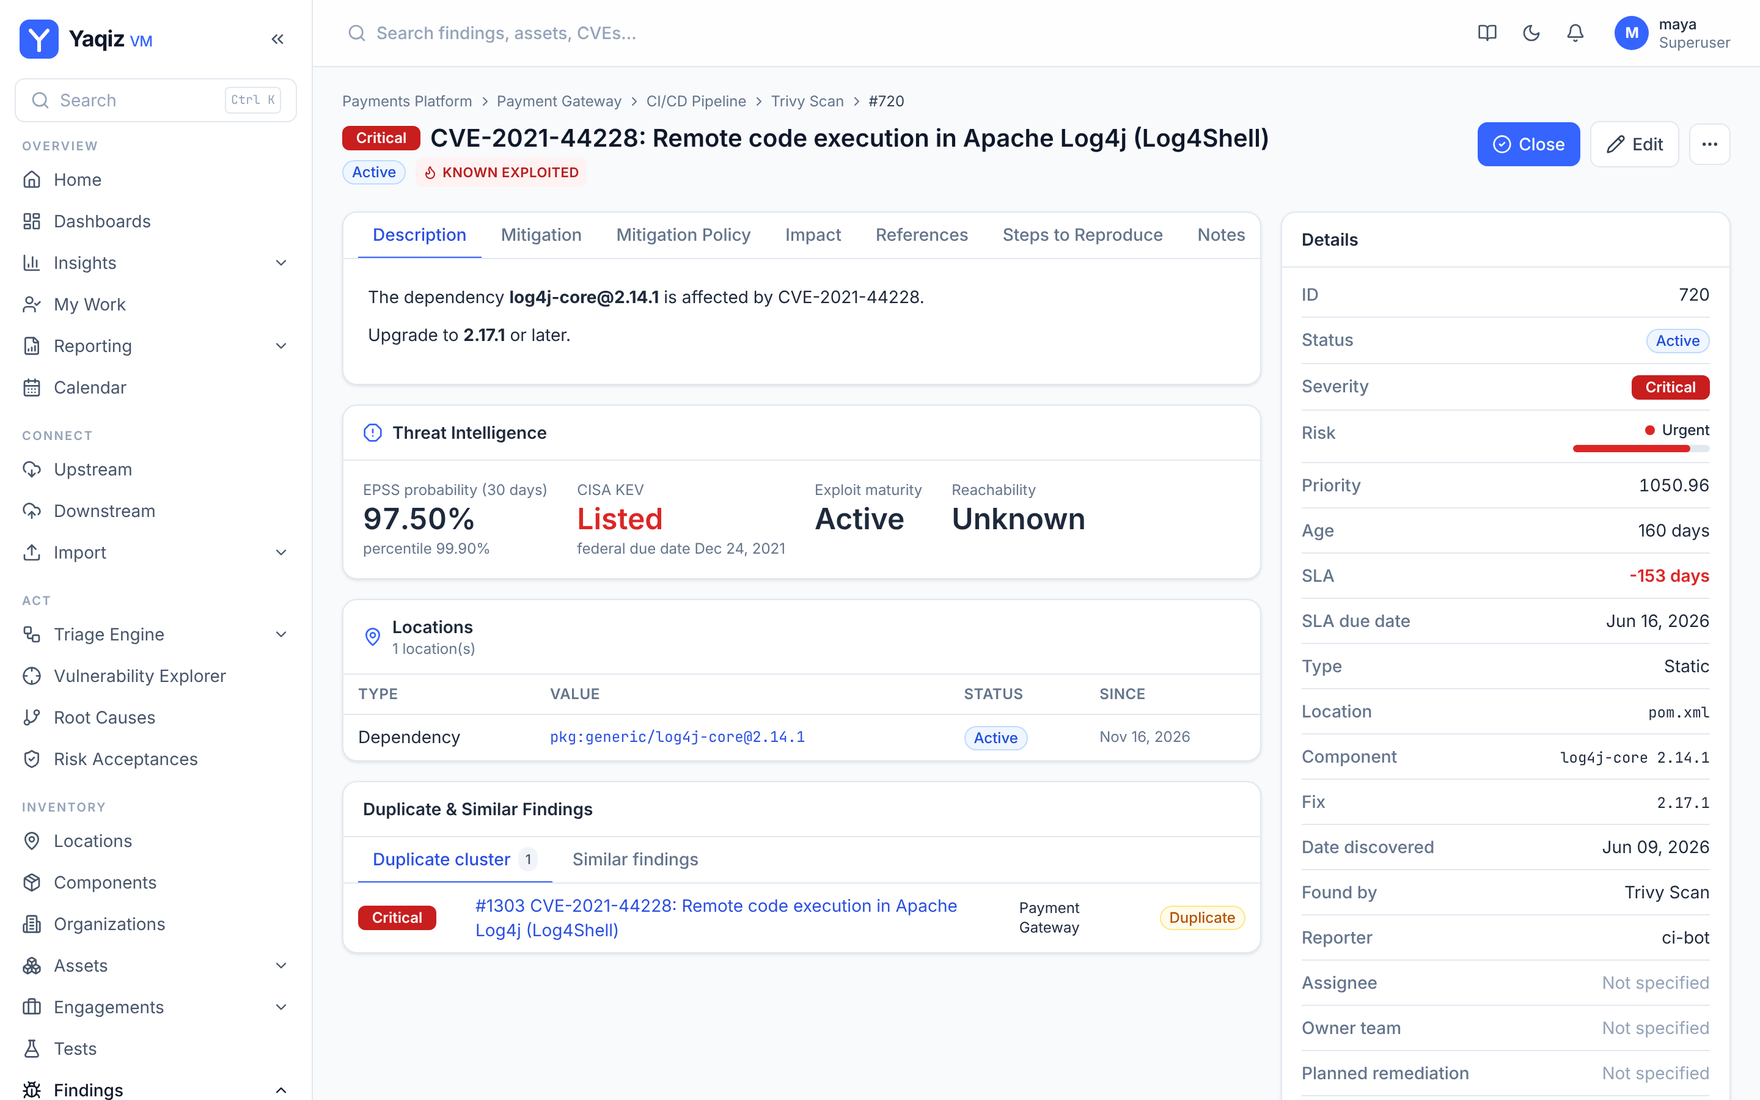 Yaqiz VM
Search
Ctrl K
OVERVIEW
Home
Dashboards
Insights
My Work
Reporting
Calendar
CONNECT
Upstream
Downstream
Import
ACT
Triage Engine
Vulnerability Explorer
Root Causes
Risk Acceptances
INVENTORY
Locations
Components
Organizations
Assets
Engagements
Tests
Findings
Search findings, assets, CVEs...
M
maya
Superuser
Payments Platform > Payment Gateway > CI/CD Pipeline > Trivy Scan > #720
Critical CVE-2021-44228: Remote code execution in Apache Log4j (Log4Shell)
Active KNOWN EXPLOITED
Close
Edit
Description Mitigation Mitigation Policy Impact References Steps to Reproduce Notes
The dependency log4j-core@2.14.1 is affected by CVE-2021-44228.
Upgrade to 2.17.1 or later.
Threat Intelligence
EPSS probability (30 days)
97.50%
percentile 99.90%
CISA KEV
Listed
federal due date Dec 24, 2021
Exploit maturity
Active
Reachability
Unknown
Locations
1 location(s)
TYPE VALUE STATUS SINCE
Dependency pkg:generic/log4j-core@2.14.1 Active Nov 16, 2026
Duplicate & Similar Findings
Duplicate cluster 1 Similar findings
Critical
#1303 CVE-2021-44228: Remote code execution in Apache
Log4j (Log4Shell)
Payment
Gateway
Duplicate
Details
ID 720
Status Active
Severity Critical
Risk Urgent
Priority 1050.96
Age 160 days
SLA -153 days
SLA due date Jun 16, 2026
Type Static
Location pom.xml
Component log4j-core 2.14.1
Fix 2.17.1
Date discovered Jun 09, 2026
Found by Trivy Scan
Reporter ci-bot
Assignee Not specified
Owner team Not specified
Planned remediation Not specified